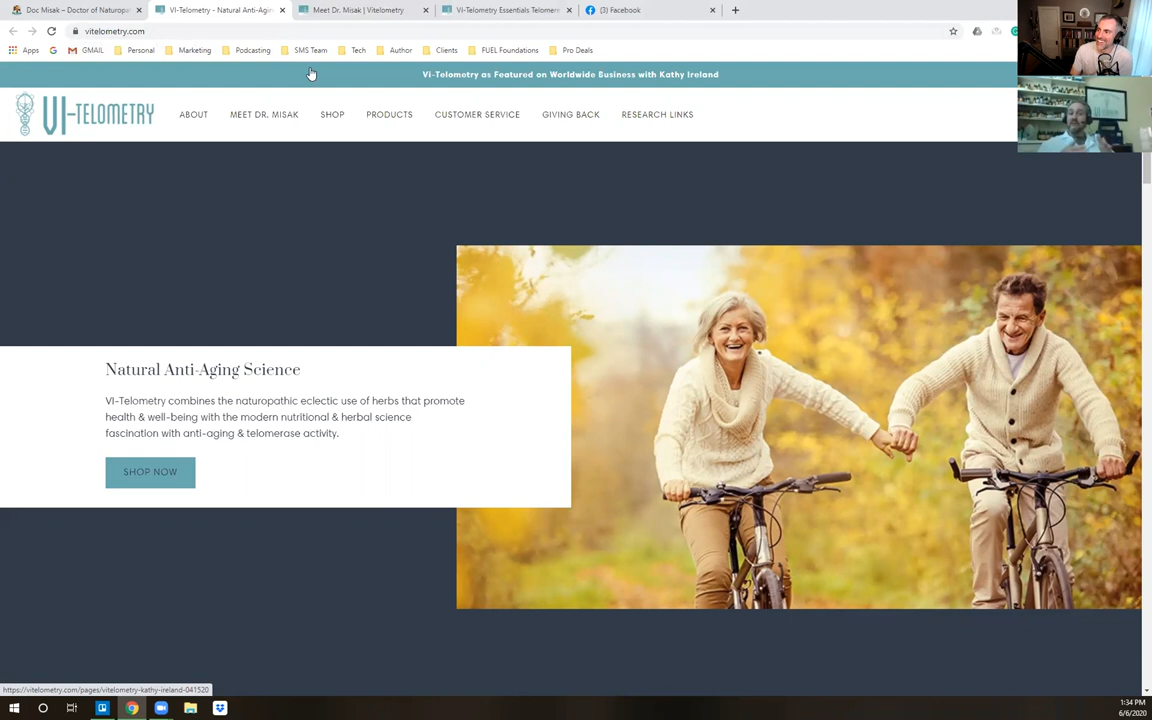 Doc Misak – Doctor of Naturopat
VI-Telometry - Natural Anti-Agin
Meet Dr. Misak | Vitelometry
VI-Telometry Essentials Telomer
(3) Facebook
vitelometry.com
Apps
GMAIL
Personal
Marketing
Podcasting
SMS Team
Tech
Author
Clients
FUEL Foundations
Pro Deals
Vi-Telometry as Featured on Worldwide Business with Kathy Ireland
VI-TELOMETRY
ABOUT
MEET DR. MISAK
SHOP
PRODUCTS
CUSTOMER SERVICE
GIVING BACK
RESEARCH LINKS
Natural Anti-Aging Science
VI-Telometry combines the naturopathic eclectic use of herbs that promote
health & well-being with the modern nutritional & herbal science
fascination with anti-aging & telomerase activity.
SHOP NOW
https://vitelometry.com/pages/vitelometry-kathy-ireland-041520
1:34 PM
6/6/2020